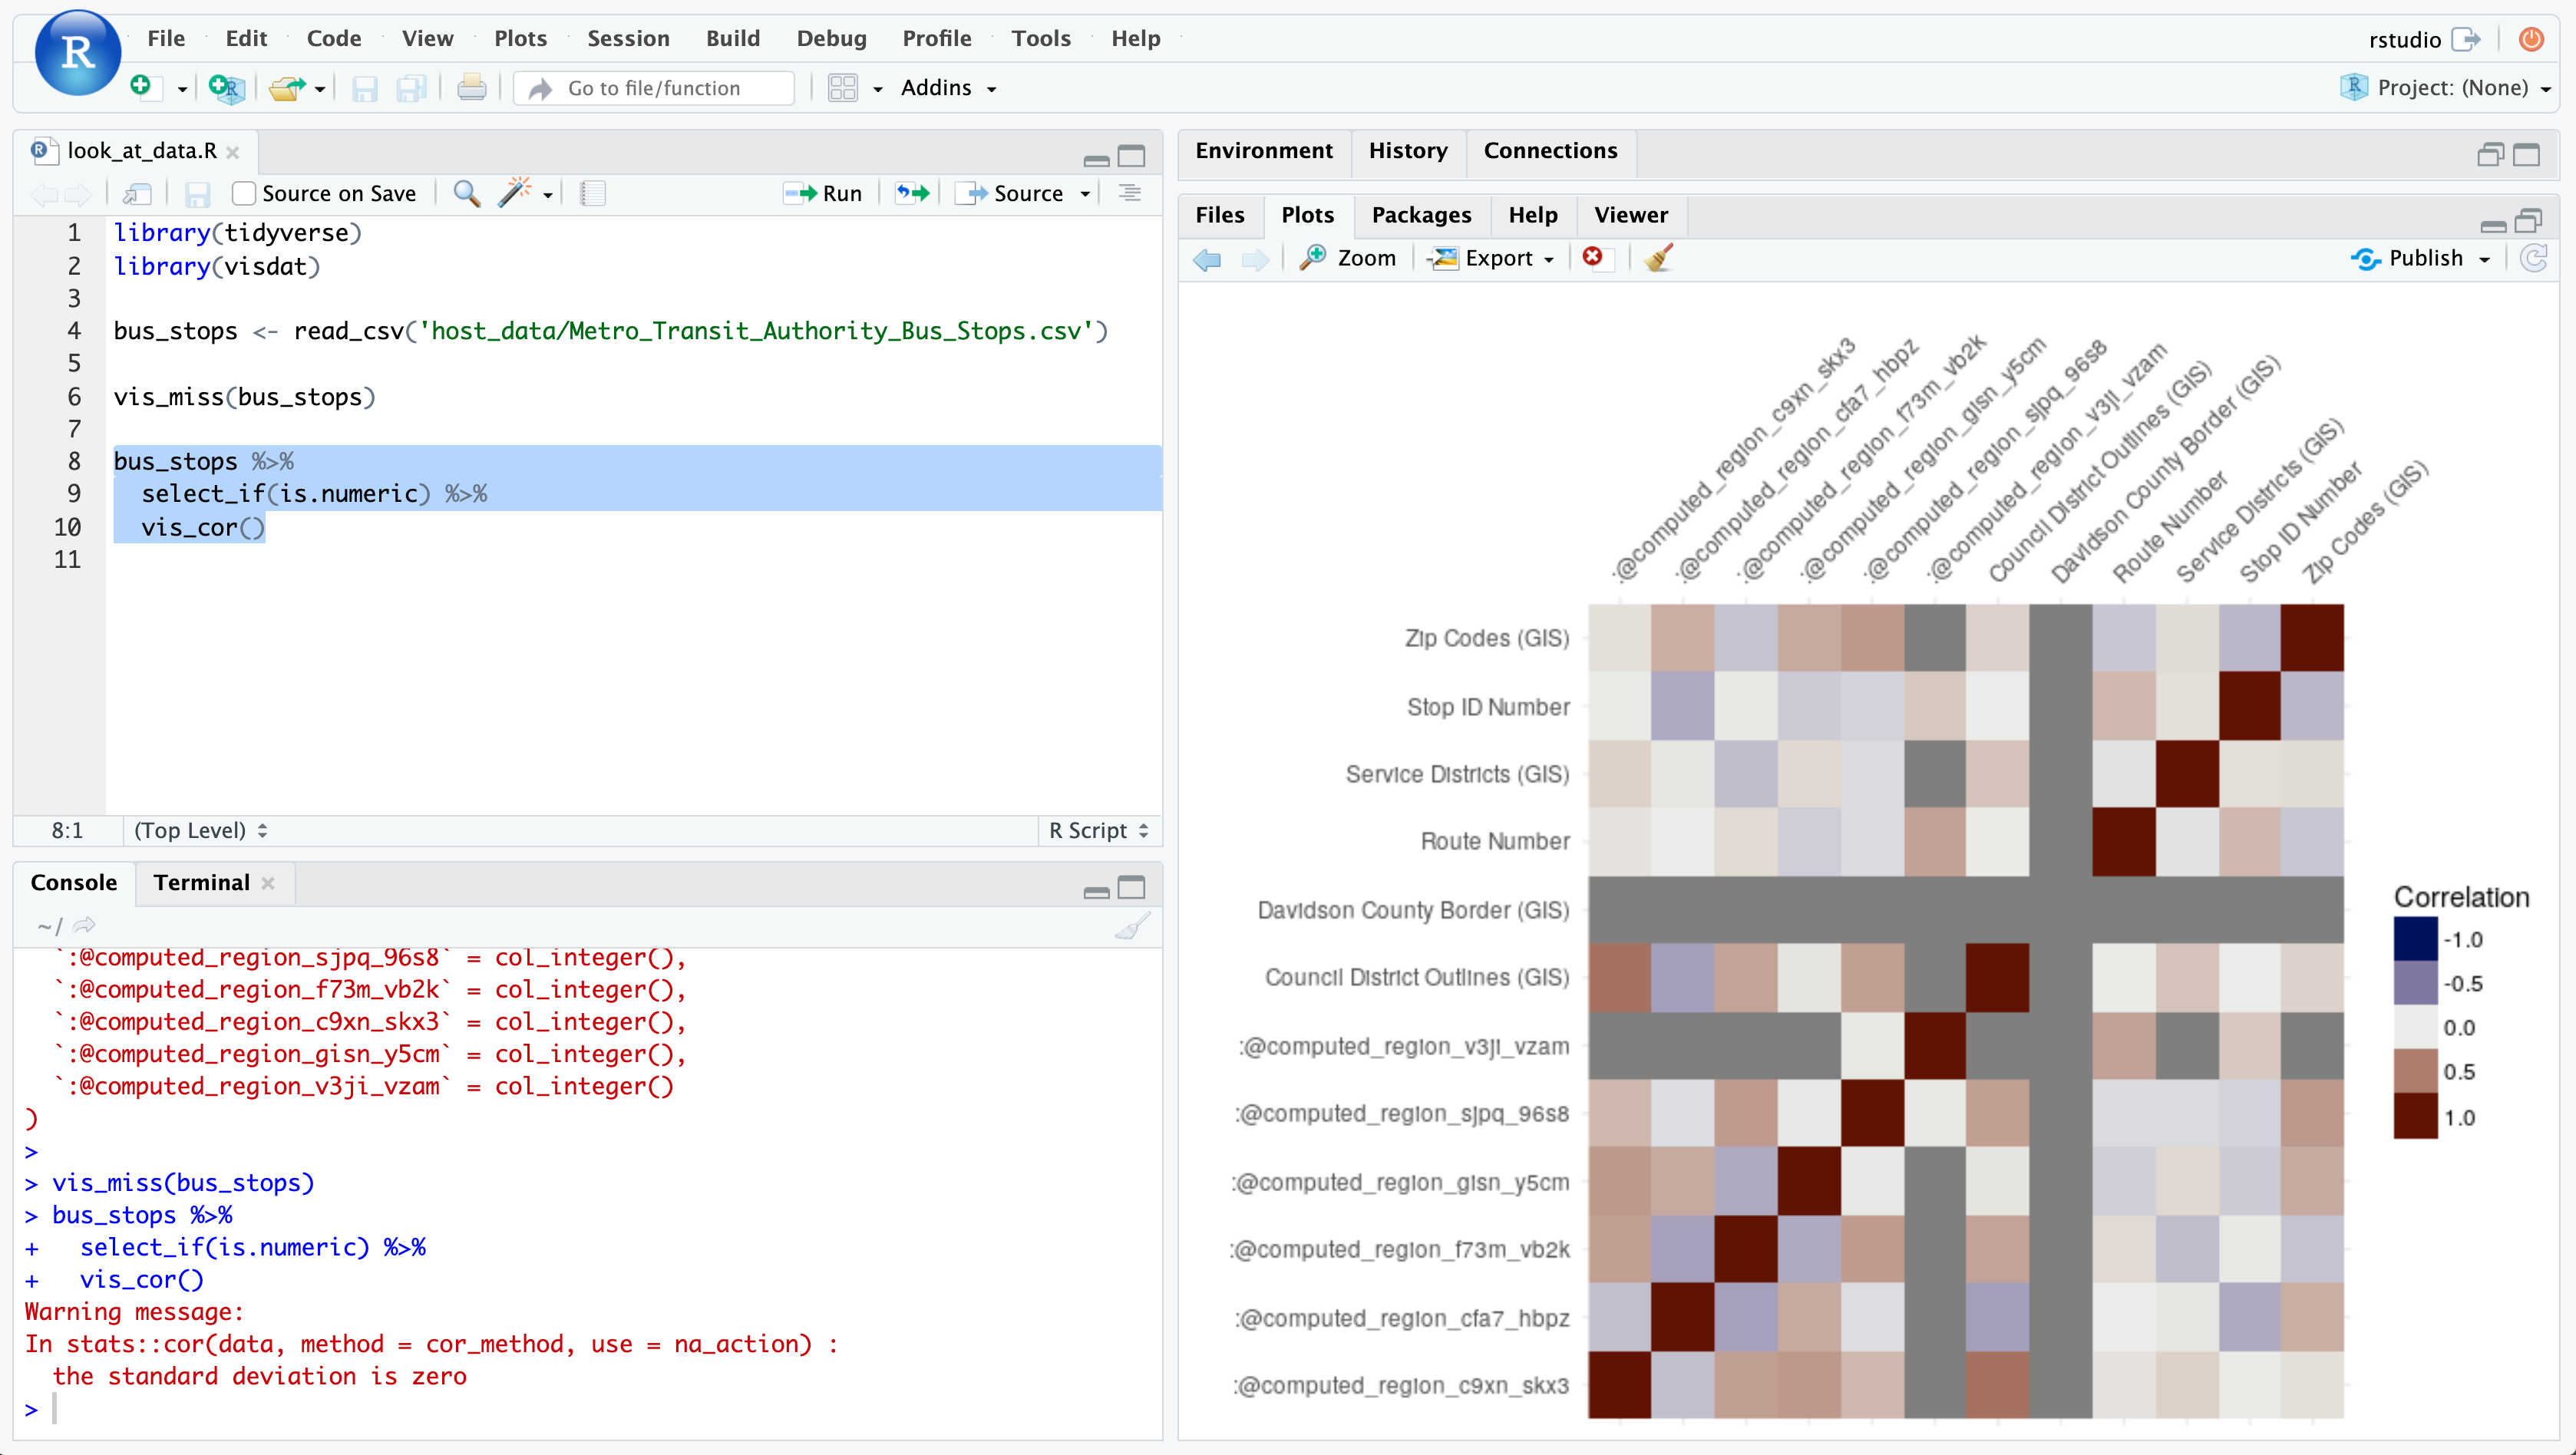 R File Edit Code View Plots Session Build Debug Profile Tools Help rstudio
Go to file/function Addins Project: (None)
look_at_data.R
Source on Save Run Source
1 library(tidyverse)
2 library(visdat)
3
4 bus_stops <- read_csv('host_data/Metro_Transit_Authority_Bus_Stops.csv')
5
6 vis_miss(bus_stops)
7
8 bus_stops %>%
9   select_if(is.numeric) %>%
10   vis_cor()
11
8:1 (Top Level) R Script
Console Terminal
~/
`:@computed_region_sjpq_96s8` = col_integer(),
`:@computed_region_f73m_vb2k` = col_integer(),
`:@computed_region_c9xn_skx3` = col_integer(),
`:@computed_region_gisn_y5cm` = col_integer(),
`:@computed_region_v3ji_vzam` = col_integer()
)
>
> vis_miss(bus_stops)
> bus_stops %>%
+   select_if(is.numeric) %>%
+   vis_cor()
Warning message:
In stats::cor(data, method = cor_method, use = na_action) :
  the standard deviation is zero
>
Environment History Connections
Files Plots Packages Help Viewer
Zoom Export Publish
:@computed_region_c9xn_skx3
:@computed_region_cfa7_hbpz
:@computed_region_f73m_vb2k
:@computed_region_gisn_y5cm
:@computed_region_sjpq_96s8
:@computed_region_v3ji_vzam
Council District Outlines (GIS)
Davidson County Border (GIS)
Route Number
Service Districts (GIS)
Stop ID Number
Zip Codes (GIS)
Zip Codes (GIS)
Stop ID Number
Service Districts (GIS)
Route Number
Davidson County Border (GIS)
Council District Outlines (GIS)
:@computed_region_v3ji_vzam
:@computed_region_sjpq_96s8
:@computed_region_gisn_y5cm
:@computed_region_f73m_vb2k
:@computed_region_cfa7_hbpz
:@computed_region_c9xn_skx3
Correlation
-1.0
-0.5
0.0
0.5
1.0